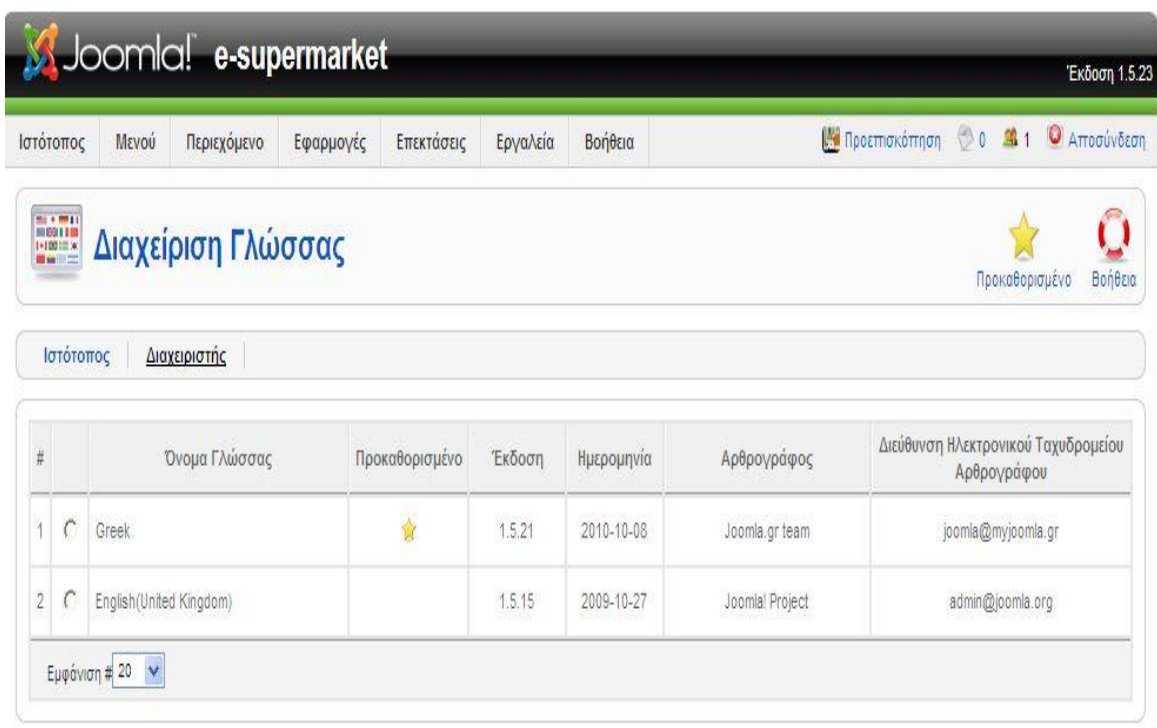 Joomla!™ e-supermarket
Έκδοση 1.5.23
Ιστότοπος Μενού Περιεχόμενο Εφαρμογές Επεκτάσεις Εργαλεία Βοήθεια Προεπισκόπηση 0 1 Αποσύνδεση
Διαχείριση Γλώσσας
Προκαθορισμένο Βοήθεια
Ιστότοπος Διαχειριστής
# Όνομα Γλώσσας Προκαθορισμένο Έκδοση Ημερομηνία Αρθρογράφος Διεύθυνση Ηλεκτρονικού Ταχυδρομείου
Αρθρογράφου
1 Greek 1.5.21 2010-10-08 Joomla.gr team joomla@myjoomla.gr
2 English(United Kingdom) 1.5.15 2009-10-27 Joomla! Project admin@joomla.org
Εμφάνιση # 20